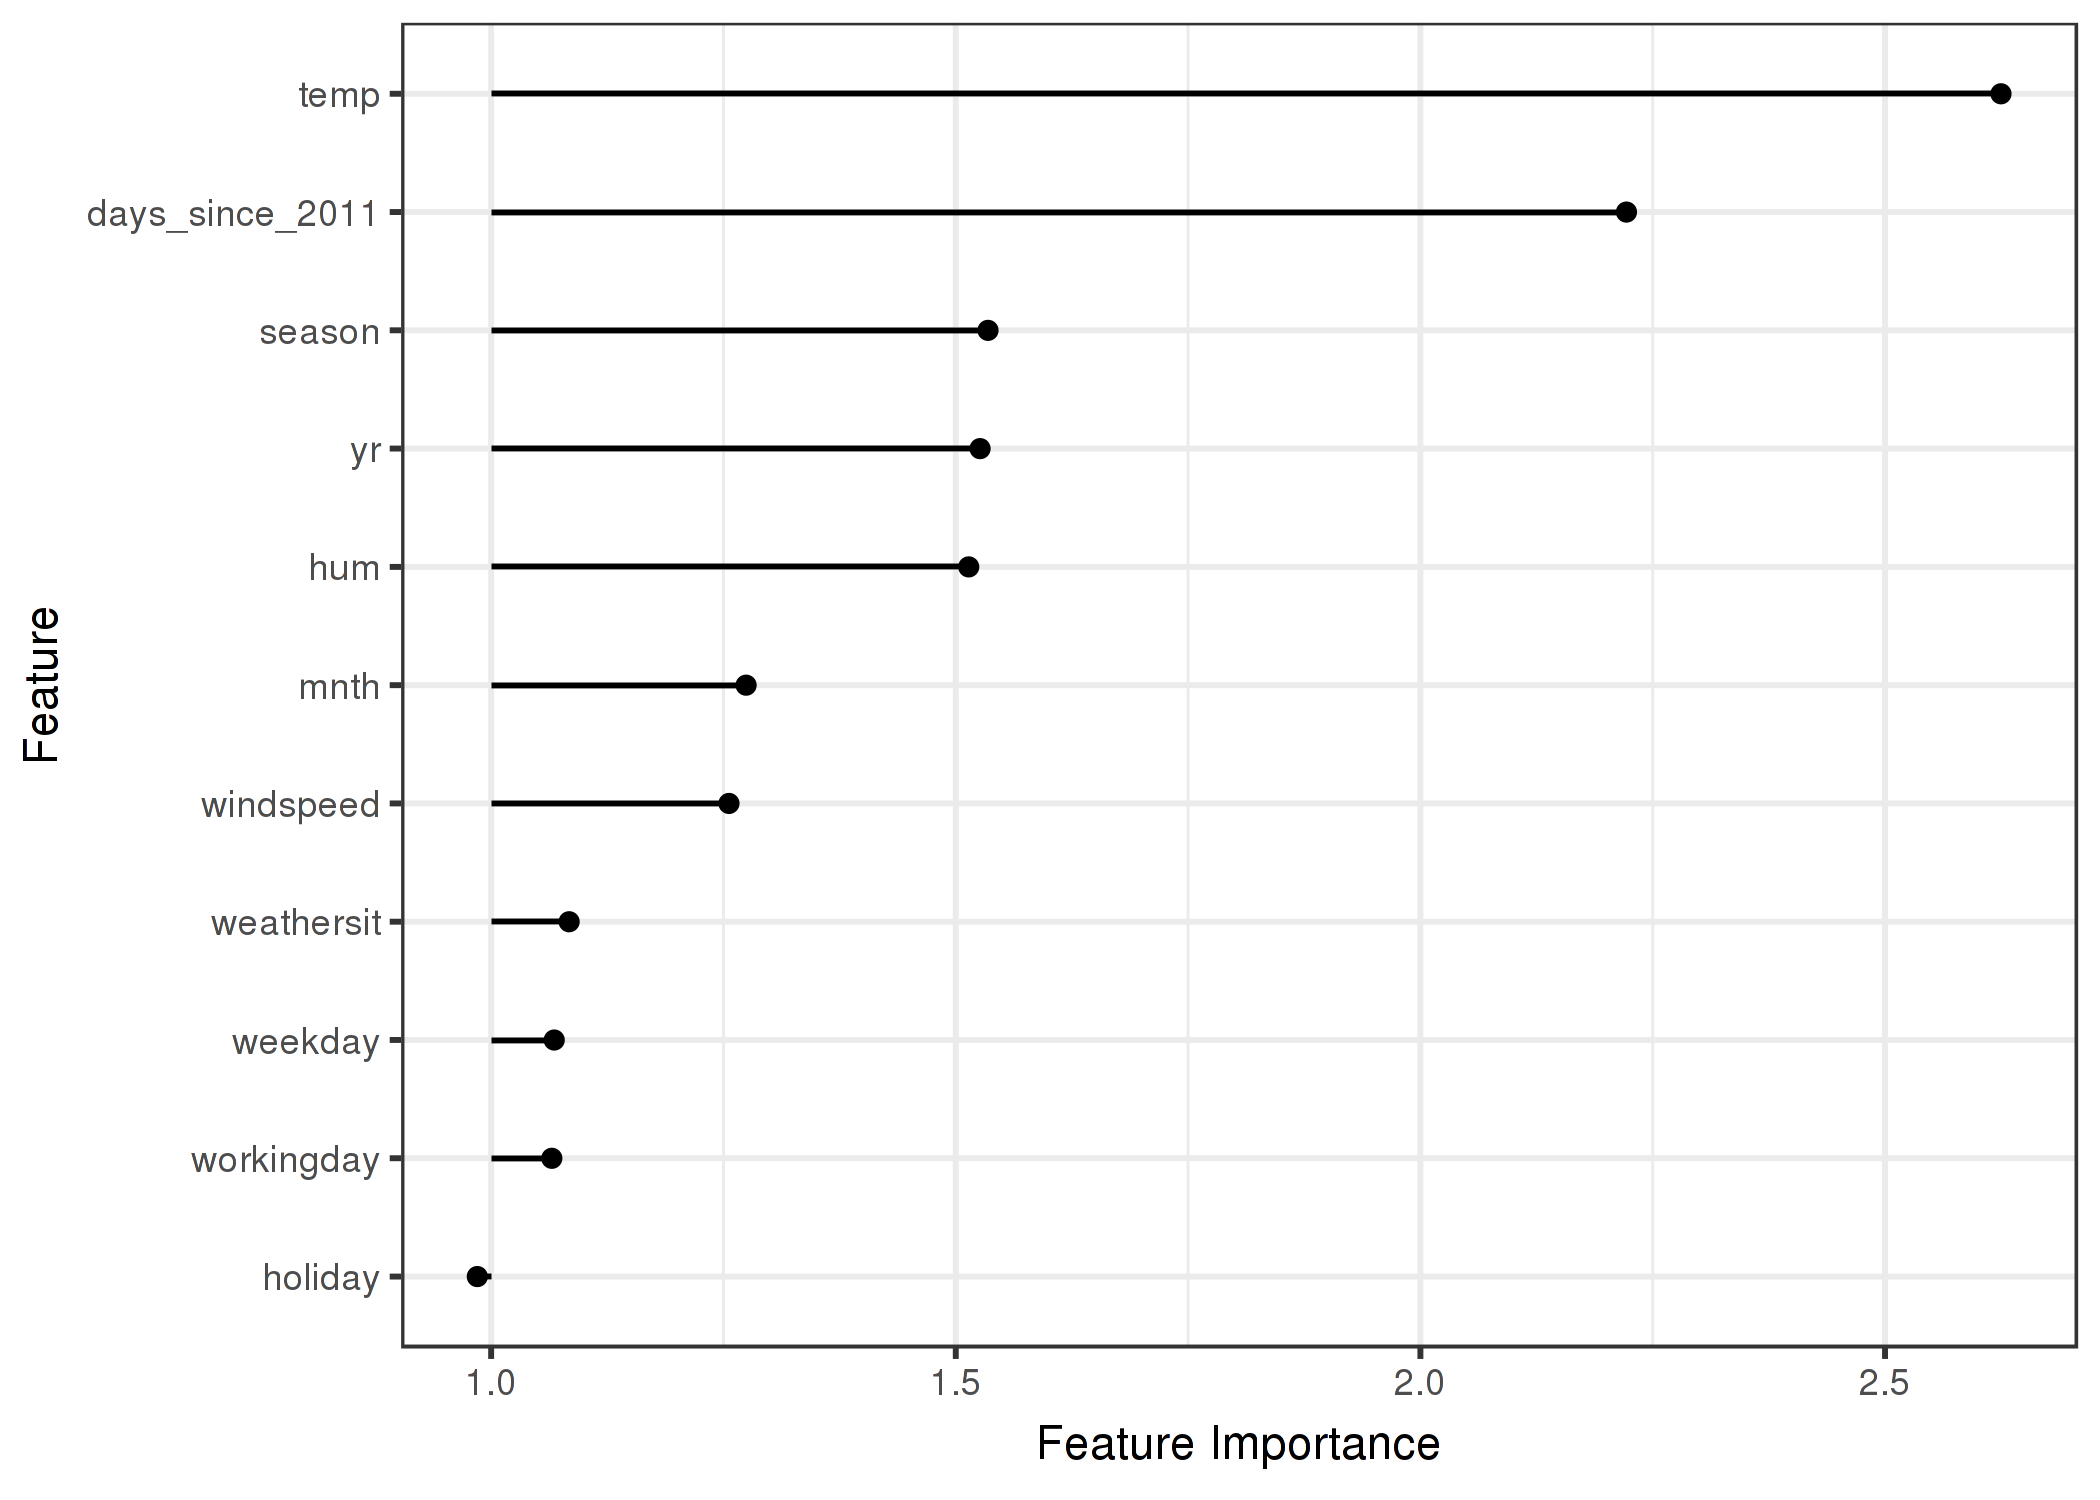 temp
days_since_2011
season
yr
hum
mnth
windspeed
weathersit
weekday
workingday
holiday
Feature
1.0 1.5 2.0 2.5
Feature Importance